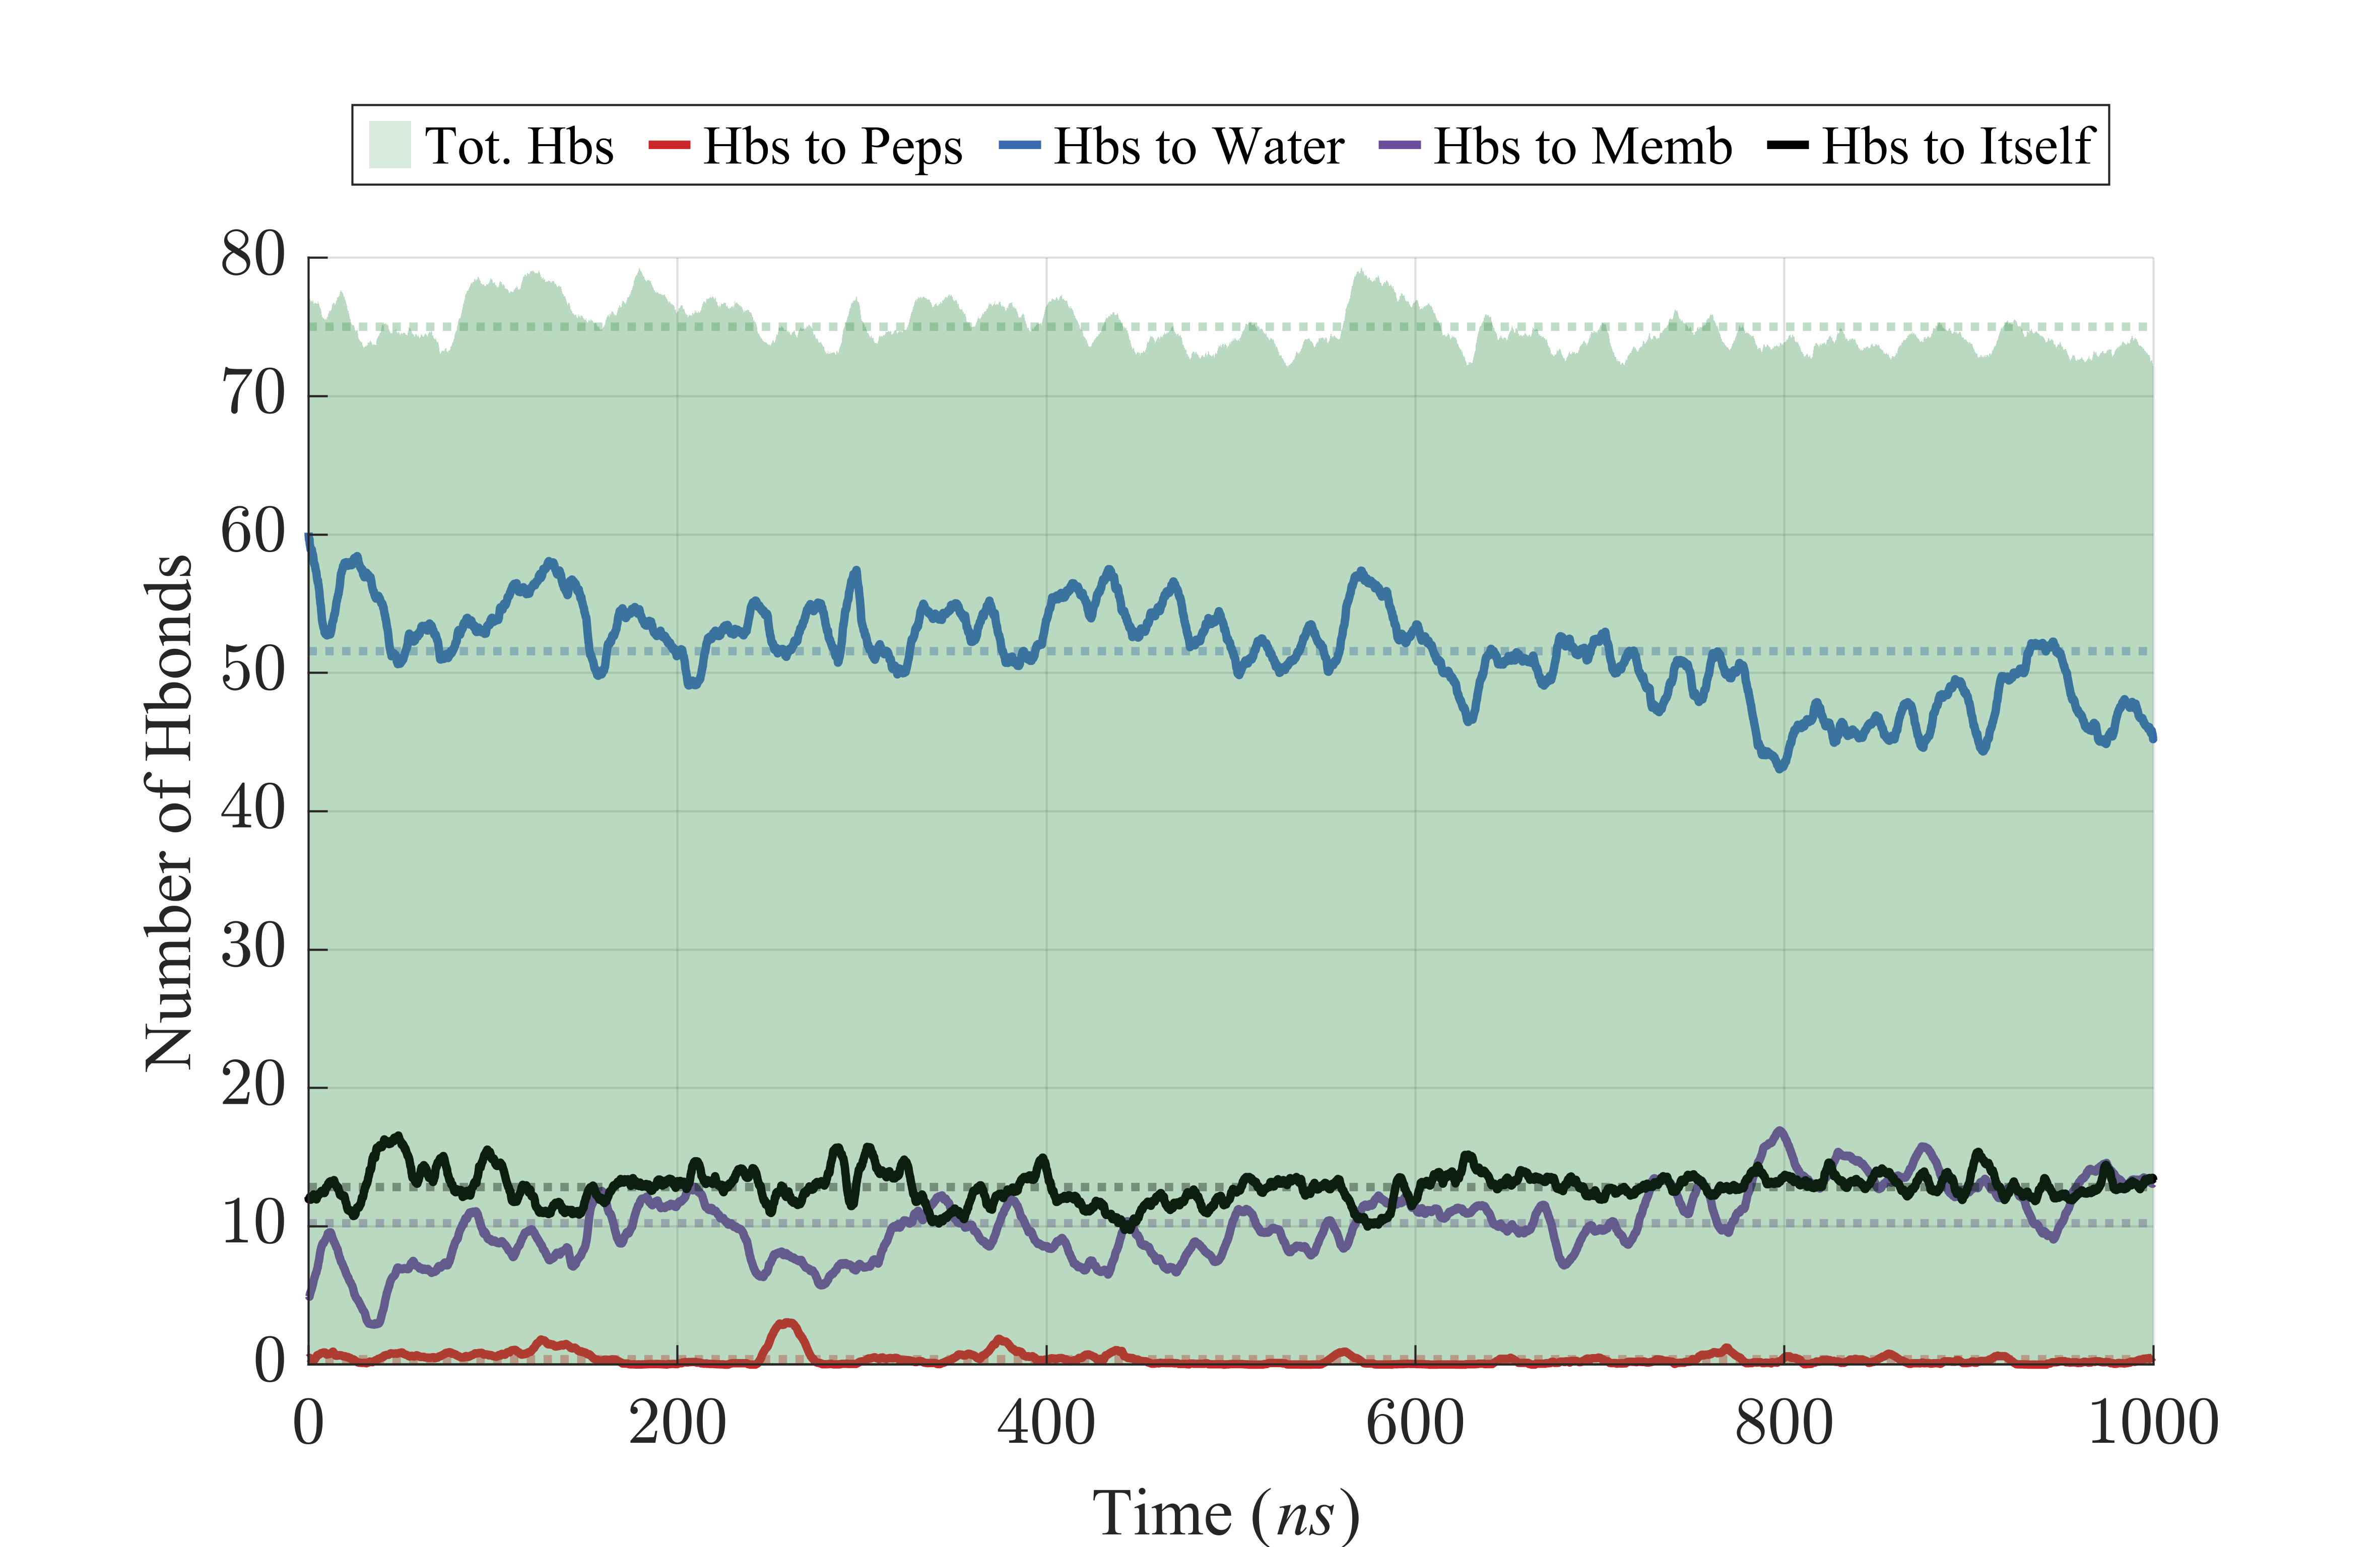 Tot. Hbs Hbs to Peps Hbs to Water Hbs to Memb Hbs to Itself
80
70
60
50
40
30
20
10
0
Number of Hbonds
0 200 400 600 800 1000
Time (ns)